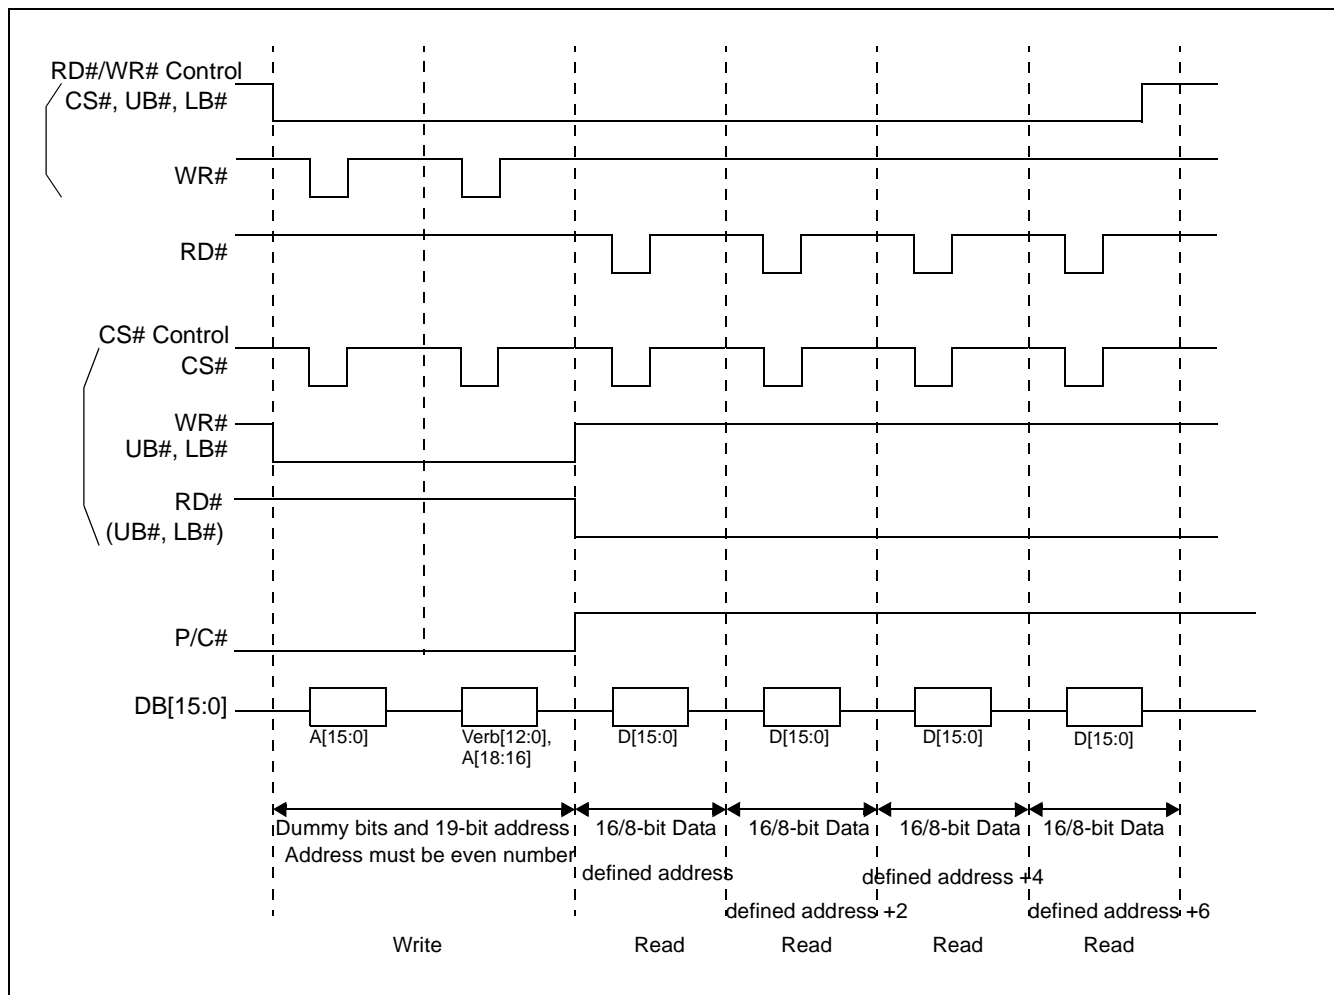 RD#/WR# Control
CS#, UB#, LB#
WR#
RD#
CS# Control
CS#
WR#
UB#, LB#
RD#
(UB#, LB#)
P/C#
DB[15:0]
A[15:0]
Verb[12:0],
A[18:16]
D[15:0]
D[15:0]
D[15:0]
D[15:0]
Dummy bits and 19-bit address
Address must be even number
16/8-bit Data
16/8-bit Data
16/8-bit Data
16/8-bit Data
defined address
defined address +2
defined address +4
defined address +6
Write
Read
Read
Read
Read